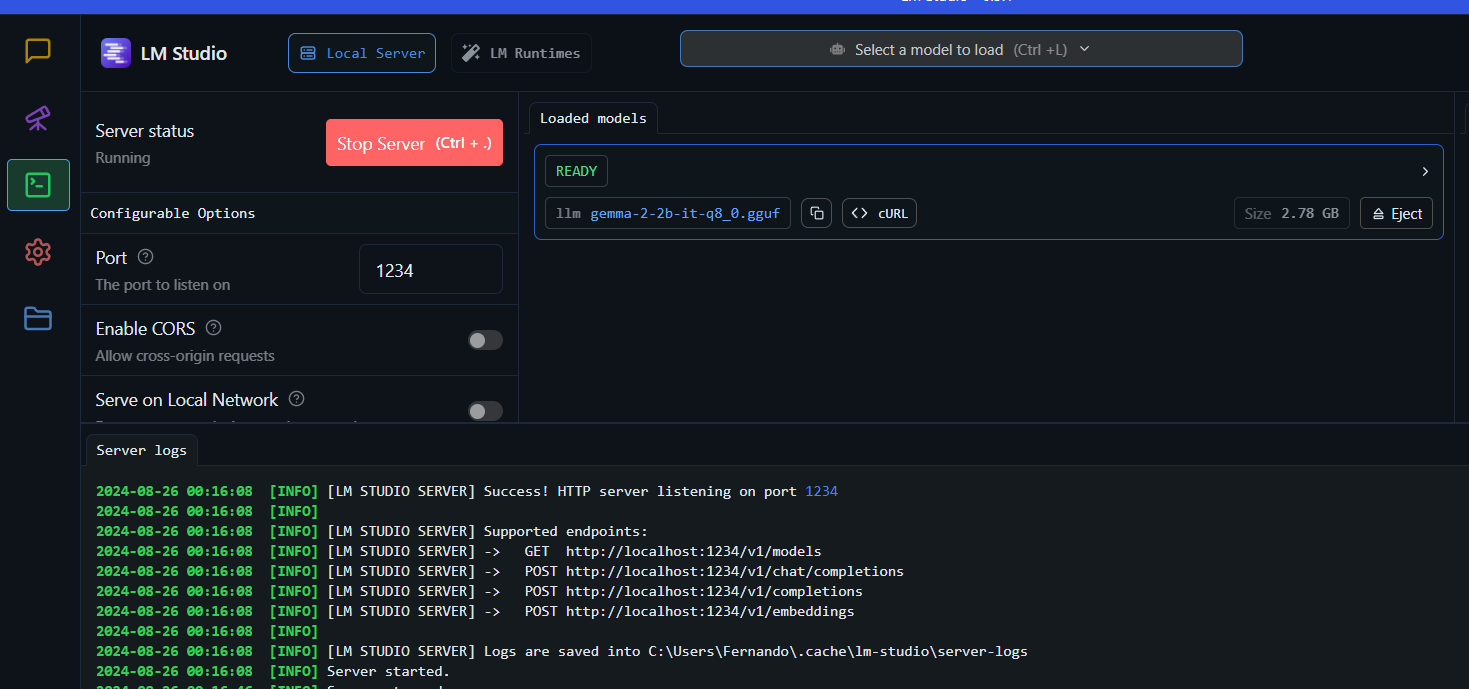 LM Studio
Local Server
LM Runtimes
Select a model to load (Ctrl +L)
Server status
Running
Stop Server (Ctrl + .)
Configurable Options
Port
The port to listen on
1234
Enable CORS
Allow cross-origin requests
Serve on Local Network
Loaded models
READY
llm gemma-2-2b-it-q8_0.gguf
cURL
Size 2.78 GB
Eject
Server logs
2024-08-26 00:16:08 [INFO] [LM STUDIO SERVER] Success! HTTP server listening on port 1234
2024-08-26 00:16:08 [INFO]
2024-08-26 00:16:08 [INFO] [LM STUDIO SERVER] Supported endpoints:
2024-08-26 00:16:08 [INFO] [LM STUDIO SERVER] -> GET http://localhost:1234/v1/models
2024-08-26 00:16:08 [INFO] [LM STUDIO SERVER] -> POST http://localhost:1234/v1/chat/completions
2024-08-26 00:16:08 [INFO] [LM STUDIO SERVER] -> POST http://localhost:1234/v1/completions
2024-08-26 00:16:08 [INFO] [LM STUDIO SERVER] -> POST http://localhost:1234/v1/embeddings
2024-08-26 00:16:08 [INFO]
2024-08-26 00:16:08 [INFO] [LM STUDIO SERVER] Logs are saved into C:\Users\Fernando\.cache\lm-studio\server-logs
2024-08-26 00:16:08 [INFO] Server started.